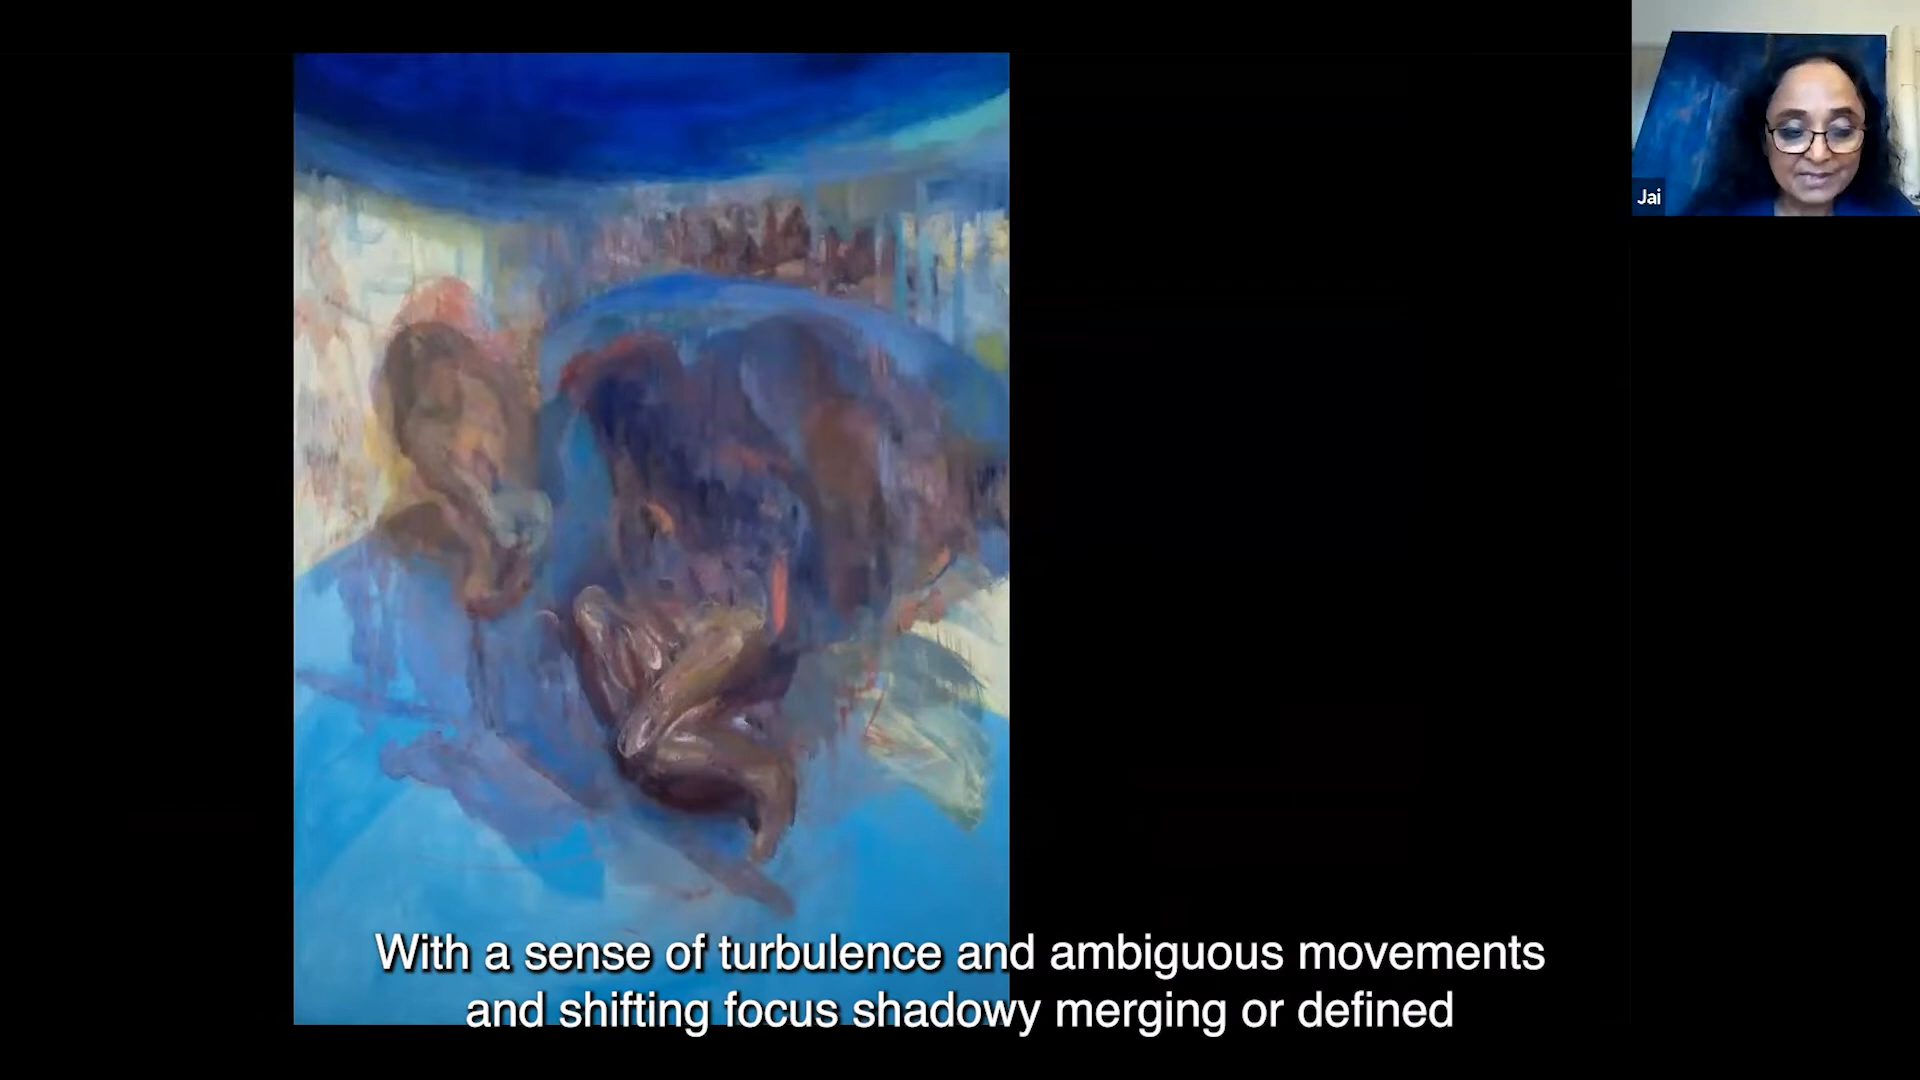 Jai
With a sense of turbulence and ambiguous movements
and shifting focus shadowy merging or defined